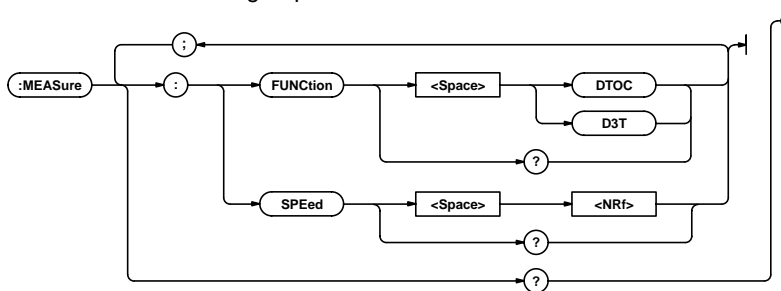 ;
:MEASure
:
FUNCtion
<Space>
DTOC
D3T
?
SPEed
<Space>
<NRf>
?
?